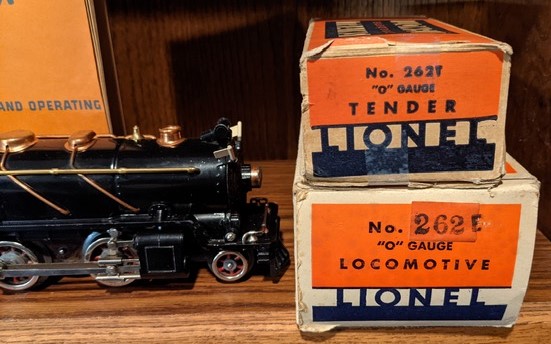 AND OPERATING
No. 262T
"O" GAUGE
TENDER
LIONEL
No. 262E
"O" GAUGE
LOCOMOTIVE
LIONEL